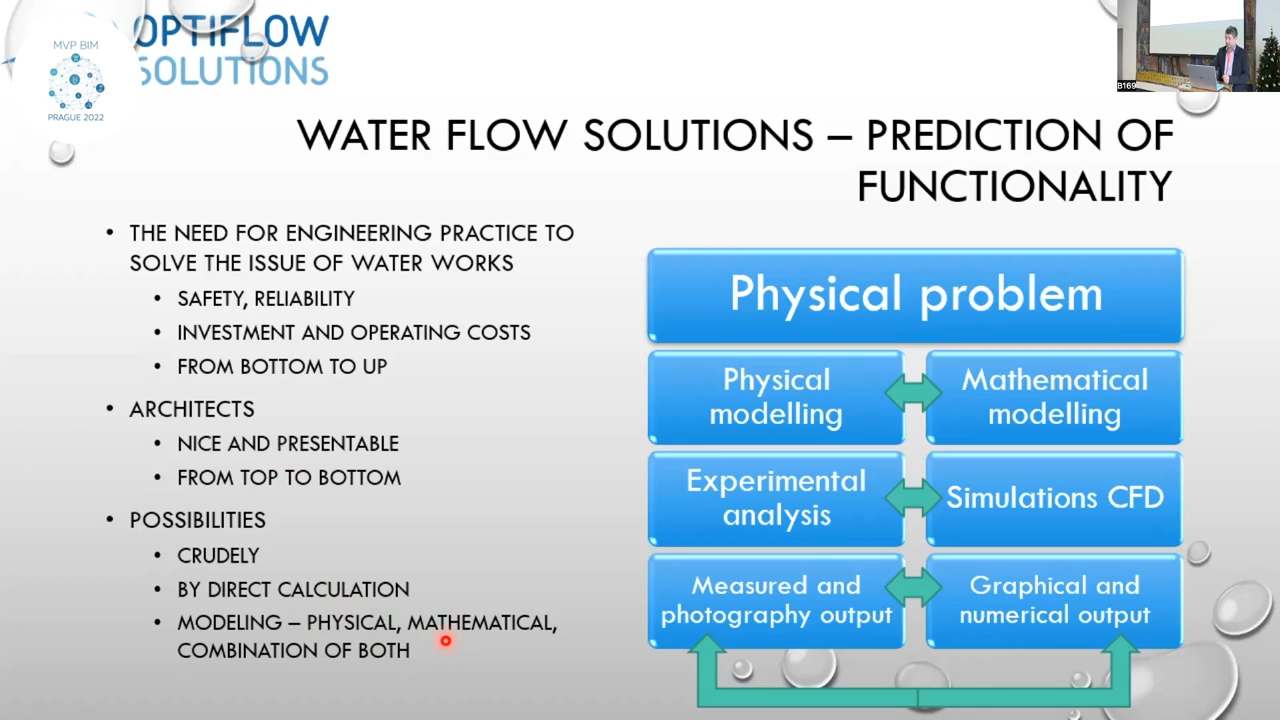 OPTIFLOW
SOLUTIONS
MVP BIM
PRAGUE 2022
B169
WATER FLOW SOLUTIONS – PREDICTION OF
FUNCTIONALITY
• THE NEED FOR ENGINEERING PRACTICE TO
SOLVE THE ISSUE OF WATER WORKS
• SAFETY, RELIABILITY
• INVESTMENT AND OPERATING COSTS
• FROM BOTTOM TO UP
• ARCHITECTS
• NICE AND PRESENTABLE
• FROM TOP TO BOTTOM
• POSSIBILITIES
• CRUDELY
• BY DIRECT CALCULATION
• MODELING – PHYSICAL, MATHEMATICAL,
COMBINATION OF BOTH
Physical problem
Physical
modelling
Mathematical
modelling
Experimental
analysis
Simulations CFD
Measured and
photography output
Graphical and
numerical output